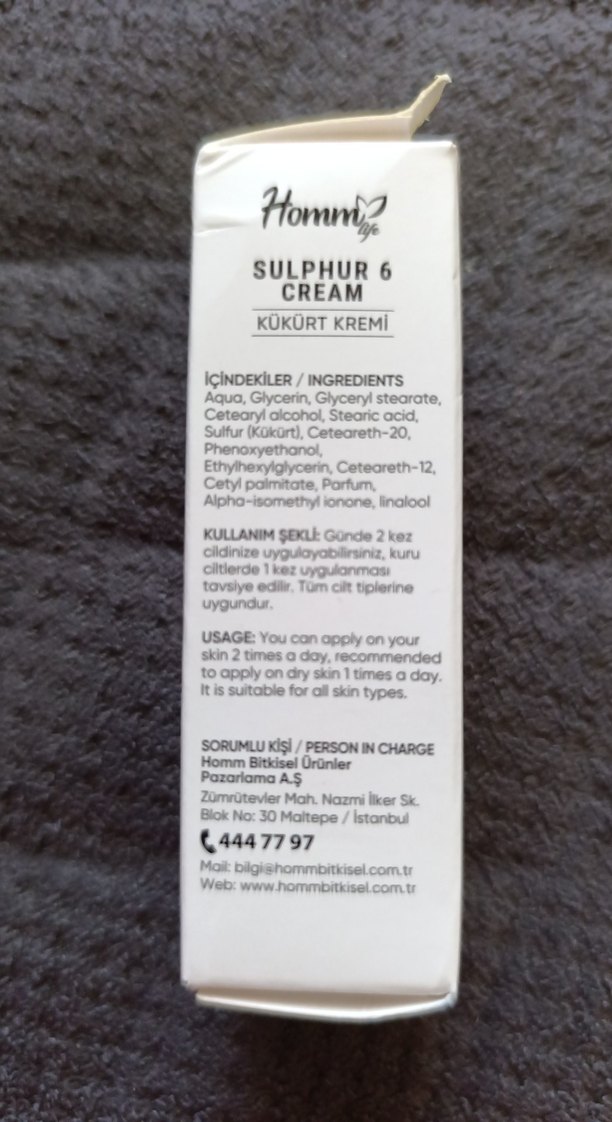 Homm life
SULPHUR 6
CREAM
KÜKÜRT KREMİ
İÇİNDEKİLER / INGREDIENTS
Aqua, Glycerin, Glyceryl stearate,
Cetearyl alcohol, Stearic acid,
Sulfur (Kükürt), Ceteareth-20,
Phenoxyethanol,
Ethylhexylglycerin, Ceteareth-12,
Cetyl palmitate, Parfum,
Alpha-isomethyl ionone, linalool
KULLANIM ŞEKLİ: Günde 2 kez
cildinize uygulayabilirsiniz, kuru
ciltlerde 1 kez uygulanması
tavsiye edilir. Tüm cilt tiplerine
uygundur.
USAGE: You can apply on your
skin 2 times a day, recommended
to apply on dry skin 1 times a day.
It is suitable for all skin types.
SORUMLU KİŞİ / PERSON IN CHARGE
Homm Bitkisel Ürünler
Pazarlama A.Ş
Zümrütevler Mah. Nazmi İlker Sk.
Blok No: 30 Maltepe / İstanbul
444 77 97
Mail: bilgi@hommbitkisel.com.tr
Web: www.hommbitkisel.com.tr